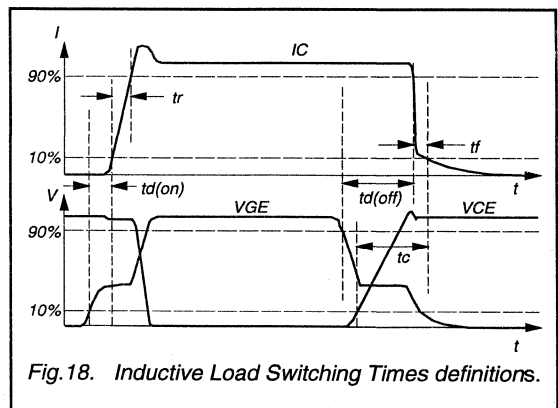 I
IC
90%
tr
10%
tf
t
td(on)
td(off)
V
VGE
VCE
90%
tc
10%
t
Fig.18. Inductive Load Switching Times definitions.